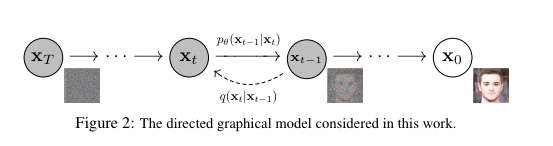 p_θ(x_{t−1}|x_t)
x_T ⟶ ··· ⟶ x_t ⟶ x_{t−1} ⟶ ··· ⟶ x_0
q(x_t|x_{t−1})
Figure 2: The directed graphical model considered in this work.